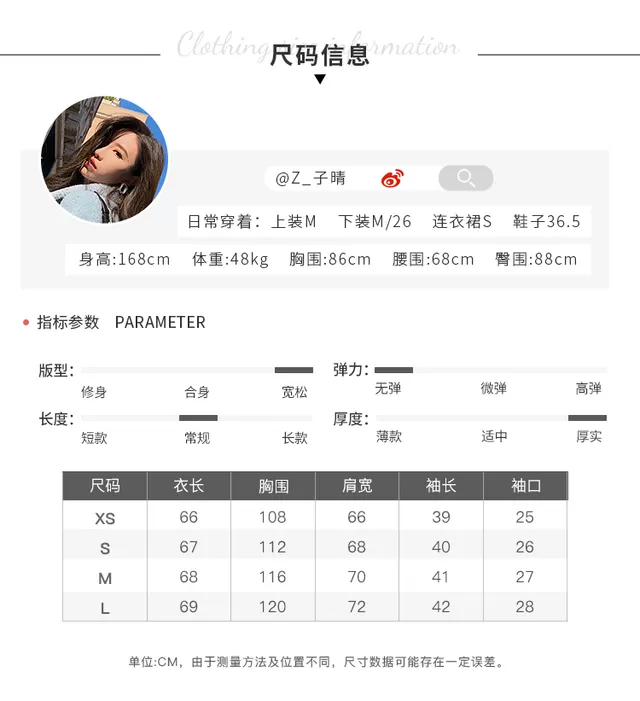 Clothing size information
尺码信息
@Z_子晴
日常穿着：上装M 下装M/26 连衣裙S 鞋子36.5
身高:168cm 体重:48kg 胸围:86cm 腰围:68cm 臀围:88cm
指标参数 PARAMETER
版型： 修身 合身 宽松
弹力： 无弹 微弹 高弹
长度： 短款 常规 长款
厚度： 薄款 适中 厚实
尺码 衣长 胸围 肩宽 袖长 袖口
XS 66 108 66 39 25
S 67 112 68 40 26
M 68 116 70 41 27
L 69 120 72 42 28
单位:CM，由于测量方法及位置不同，尺寸数据可能存在一定误差。